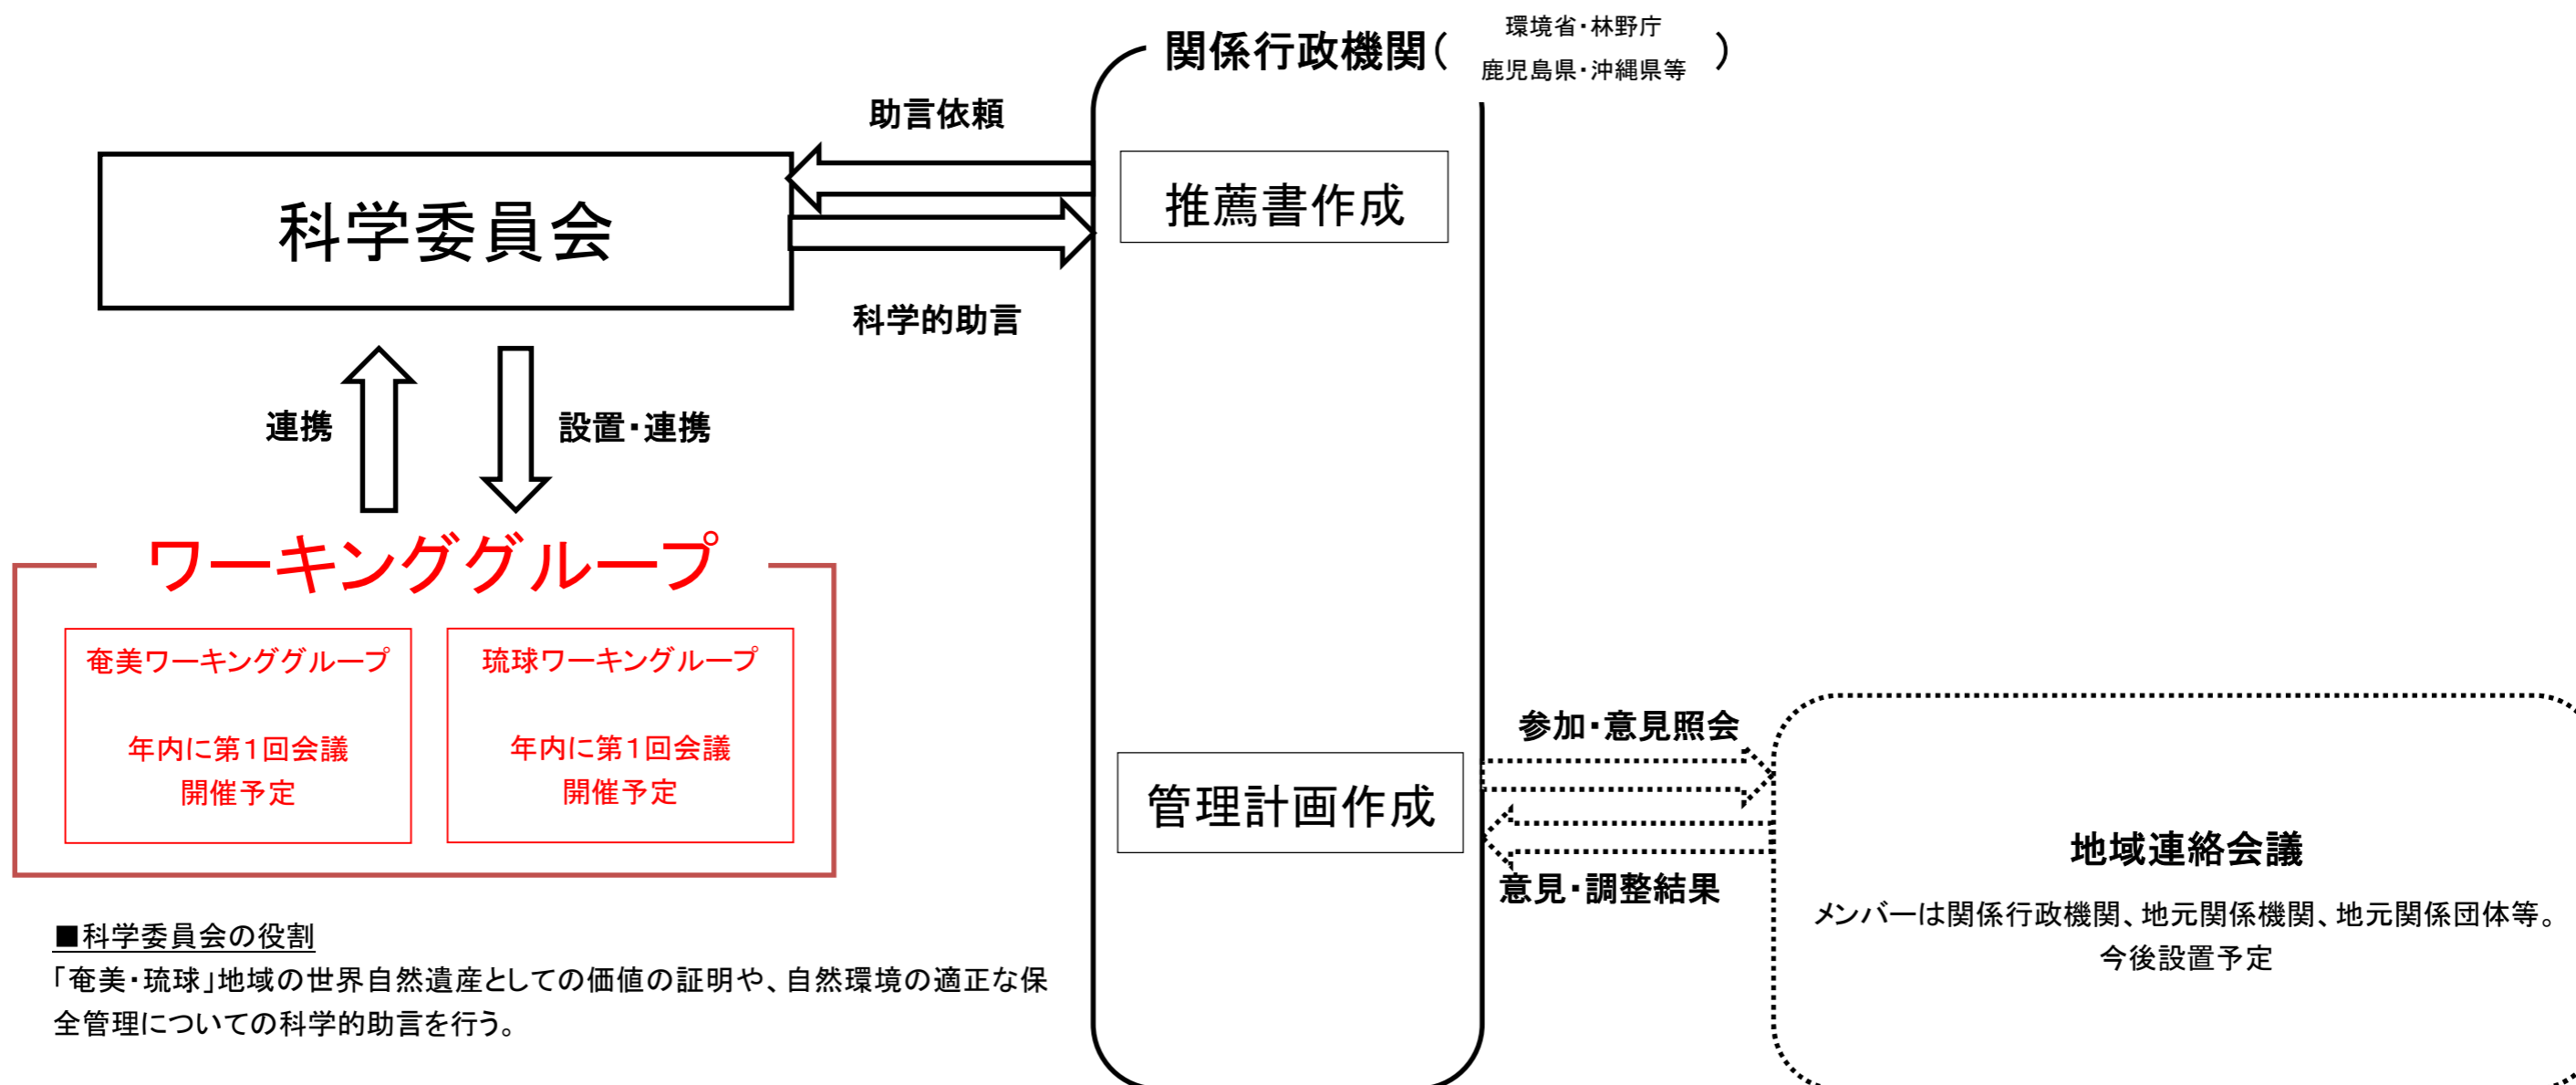 関係行政機関(
環境省・林野庁
鹿児島県・沖縄県等
)
助言依頼
科学委員会
推薦書作成
科学的助言
連携
設置・連携
ワーキンググループ
奄美ワーキンググループ
年内に第1回会議
開催予定
琉球ワーキングループ
年内に第1回会議
開催予定
参加・意見照会
管理計画作成
意見・調整結果
地域連絡会議
メンバーは関係行政機関、地元関係機関、地元関係団体等。
今後設置予定
■科学委員会の役割
「奄美・琉球」地域の世界自然遺産としての価値の証明や、自然環境の適正な保
全管理についての科学的助言を行う。